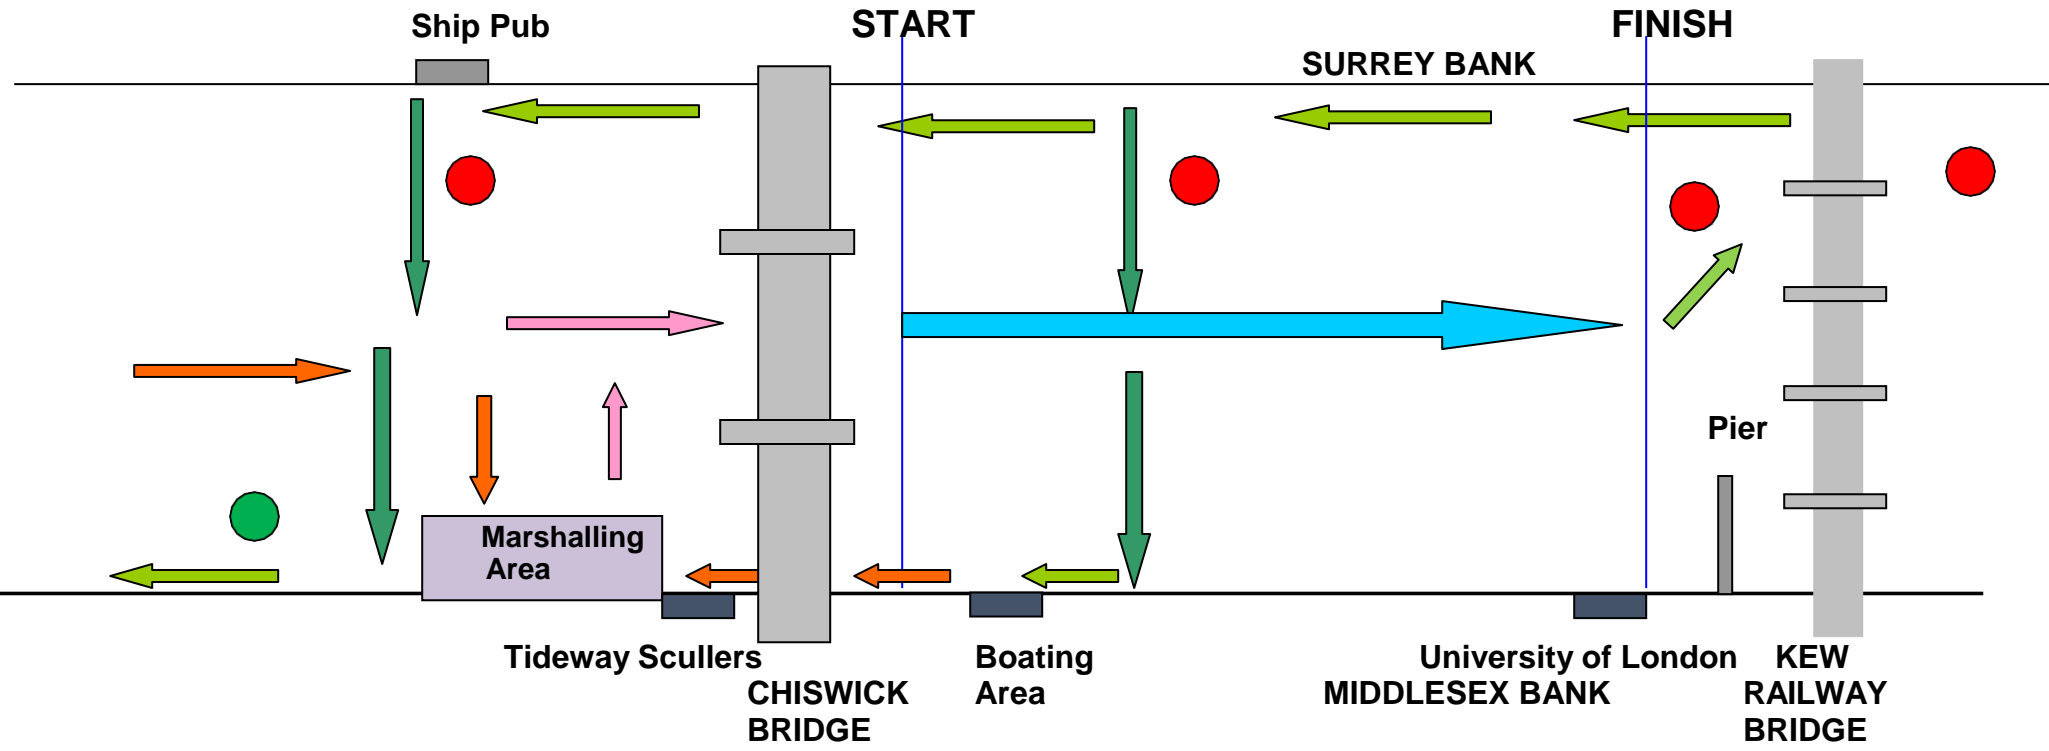 START
FINISH
Ship Pub
SURREY BANK
Pier
Marshalling
Area
Tideway Scullers
Boating
Area
University of London
KEW
RAILWAY
BRIDGE
CHISWICK
BRIDGE
MIDDLESEX BANK